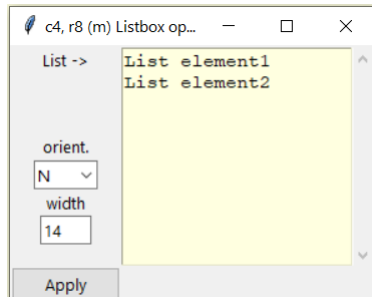 c4, r8 (m) Listbox op...
List ->
List element1
List element2
orient.
N
width
14
Apply